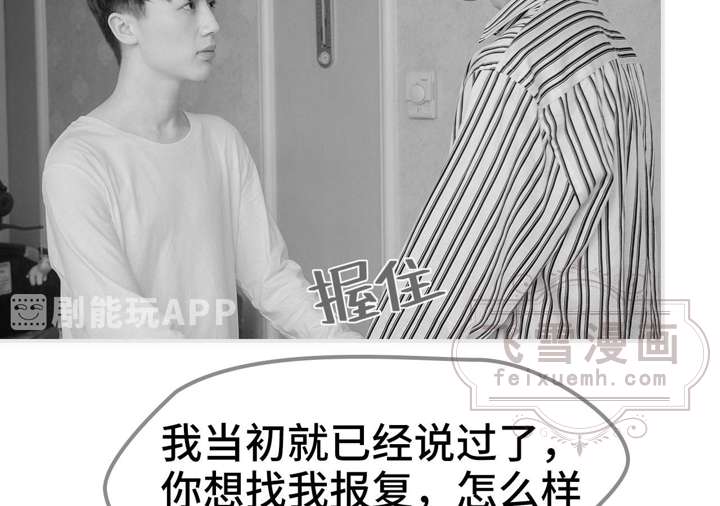 握住
剧能玩APP
飞雪漫画
feixuemh.com
我当初就已经说过了，
你想找我报复，怎么样